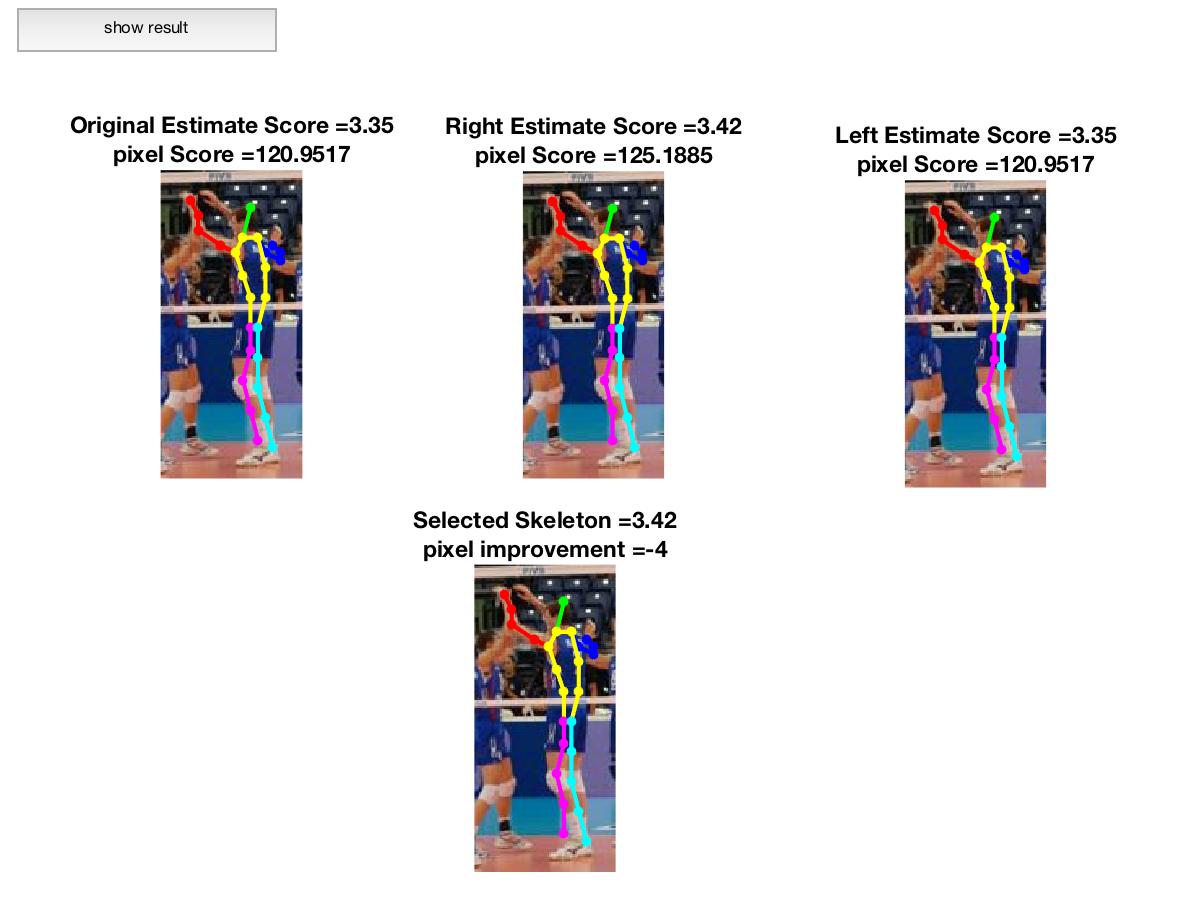 show result
Original Estimate Score =3.35
pixel Score =120.9517
Right Estimate Score =3.42
pixel Score =125.1885
Left Estimate Score =3.35
pixel Score =120.9517
Selected Skeleton =3.42
pixel improvement =-4